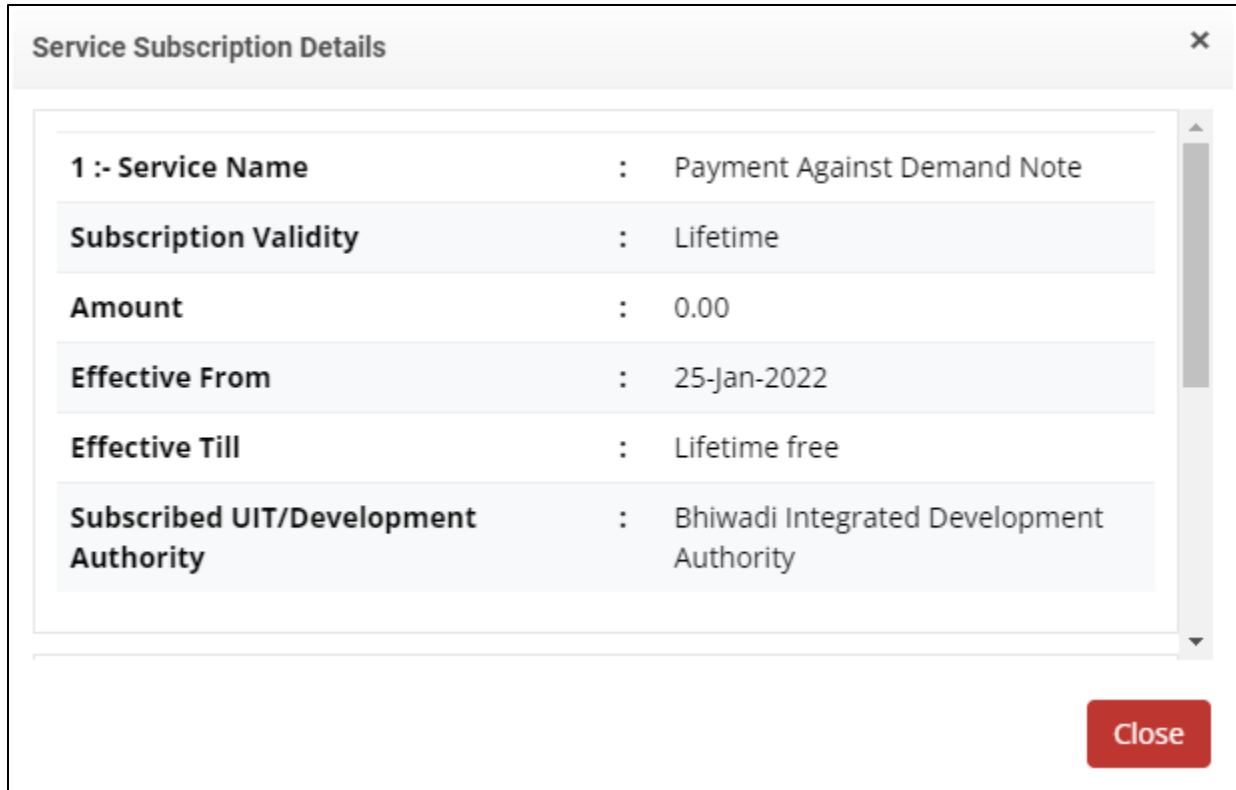 Service Subscription Details ×
1 :- Service Name : Payment Against Demand Note
Subscription Validity : Lifetime
Amount : 0.00
Effective From : 25-Jan-2022
Effective Till : Lifetime free
Subscribed UIT/Development : Bhiwadi Integrated Development
Authority Authority
Close